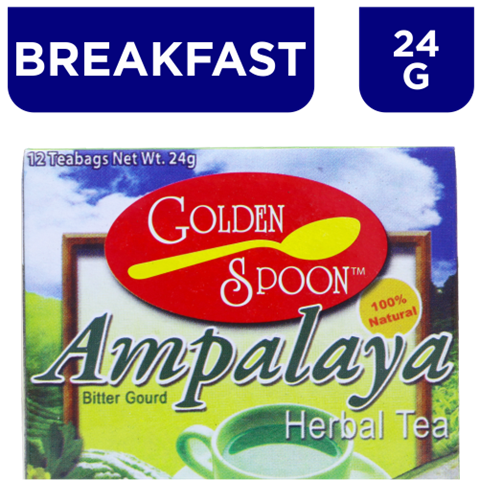 BREAKFAST
24
G
12 Teabags Net Wt. 24g
GOLDEN
SPOON™
100%
Natural
Ampalaya
Bitter Gourd
Herbal Tea